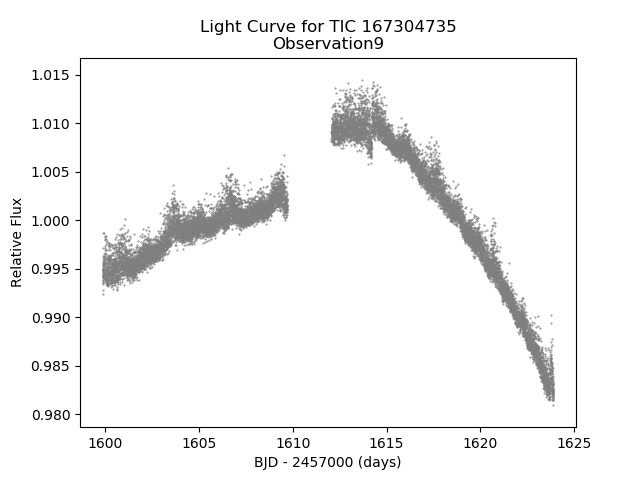 Light Curve for TIC 167304735
Observation9
1.015
1.010
1.005
1.000
0.995
0.990
0.985
0.980
Relative Flux
1600 1605 1610 1615 1620 1625
BJD - 2457000 (days)